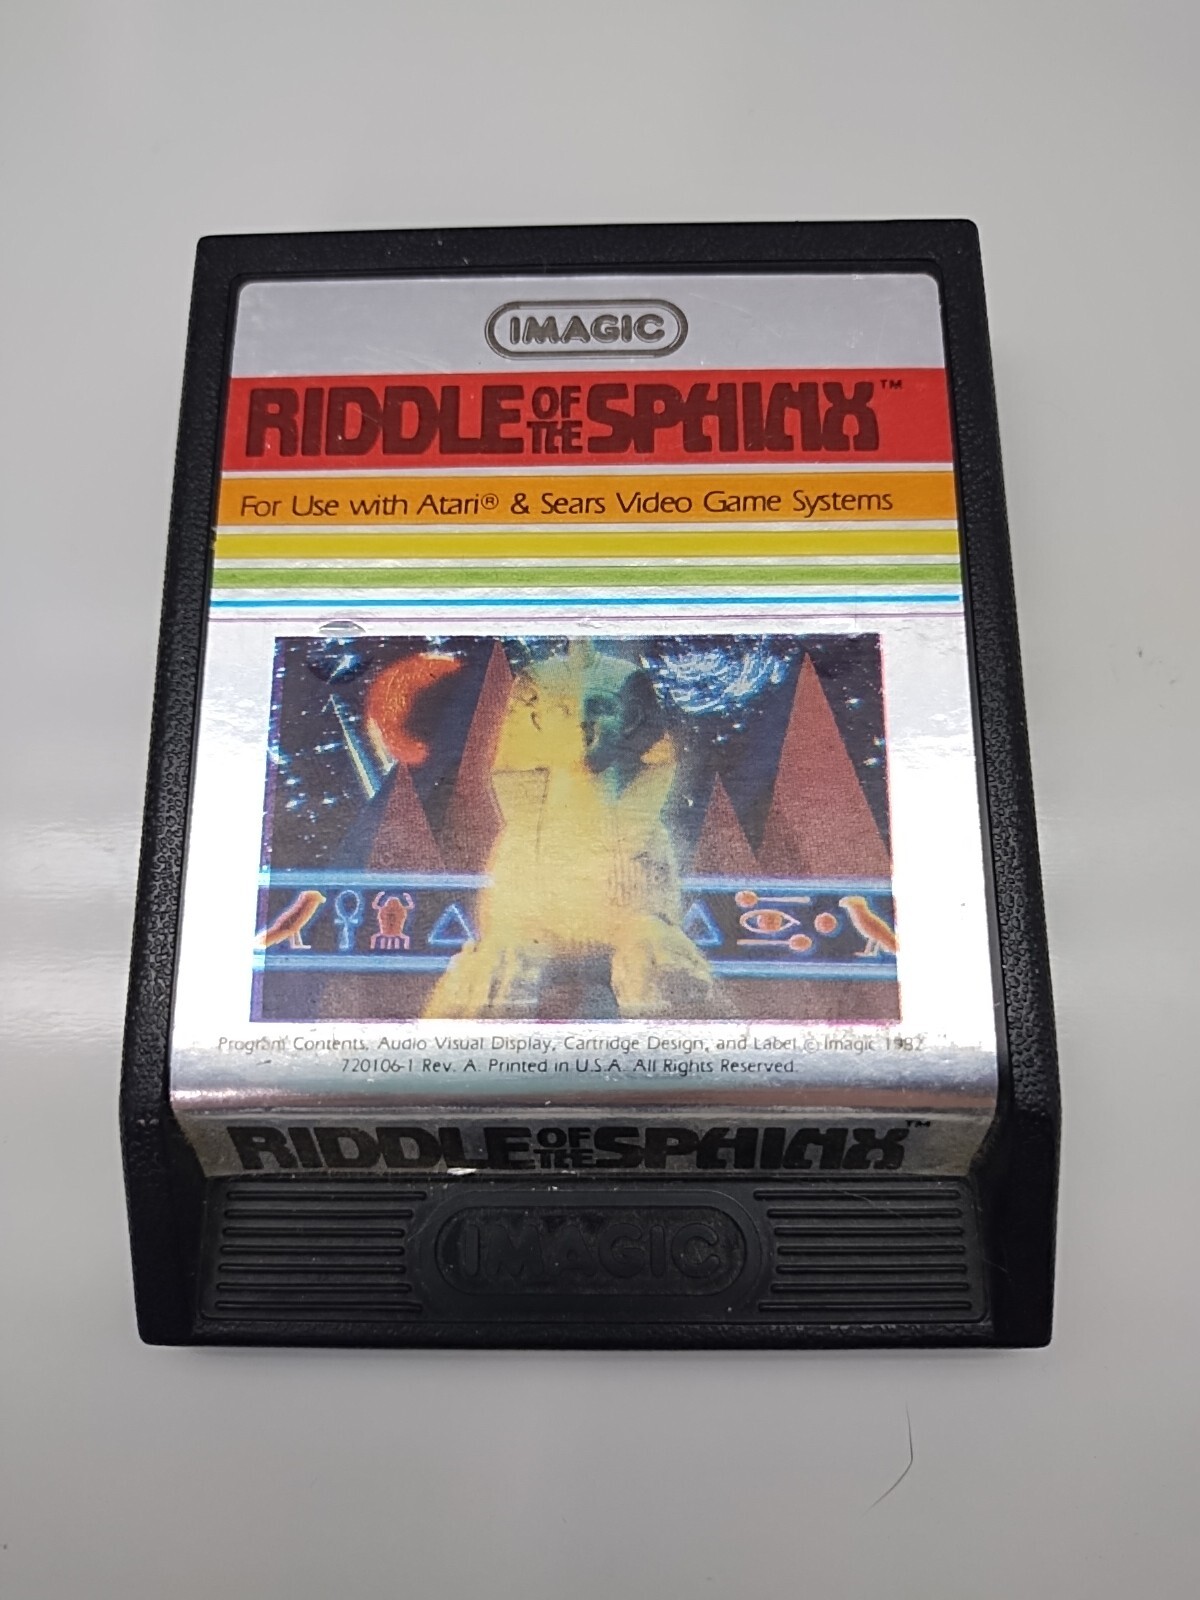 IMAGIC
RIDDLE OF THE SPHINX™
For Use with Atari® & Sears Video Game Systems
Program Contents, Audio Visual Display, Cartridge Design, and Label © Imagic 1982
720106-1 Rev. A. Printed in U.S.A. All Rights Reserved.
RIDDLE OF THE SPHINX™
IMAGIC